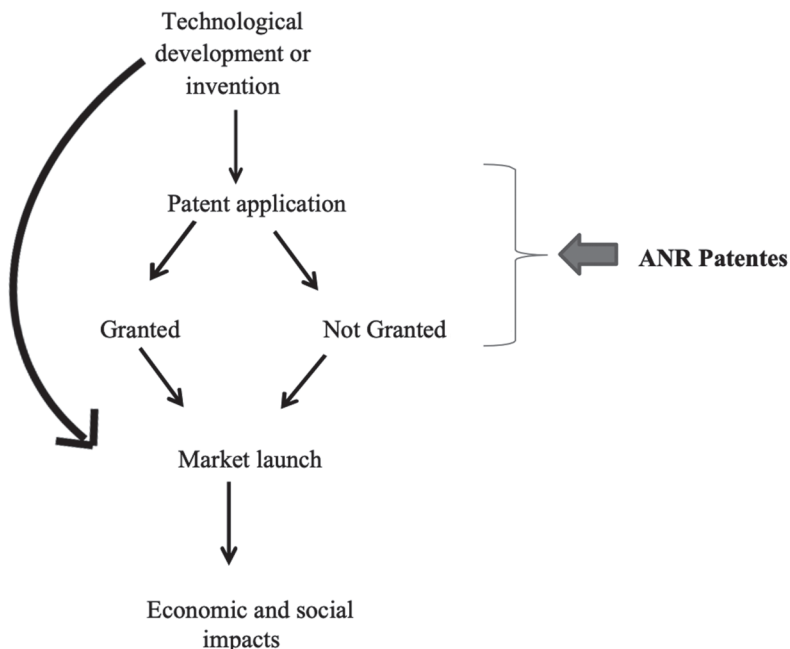 Technological
development or
invention
Patent application
ANR Patentes
Granted
Not Granted
Market launch
Economic and social
impacts